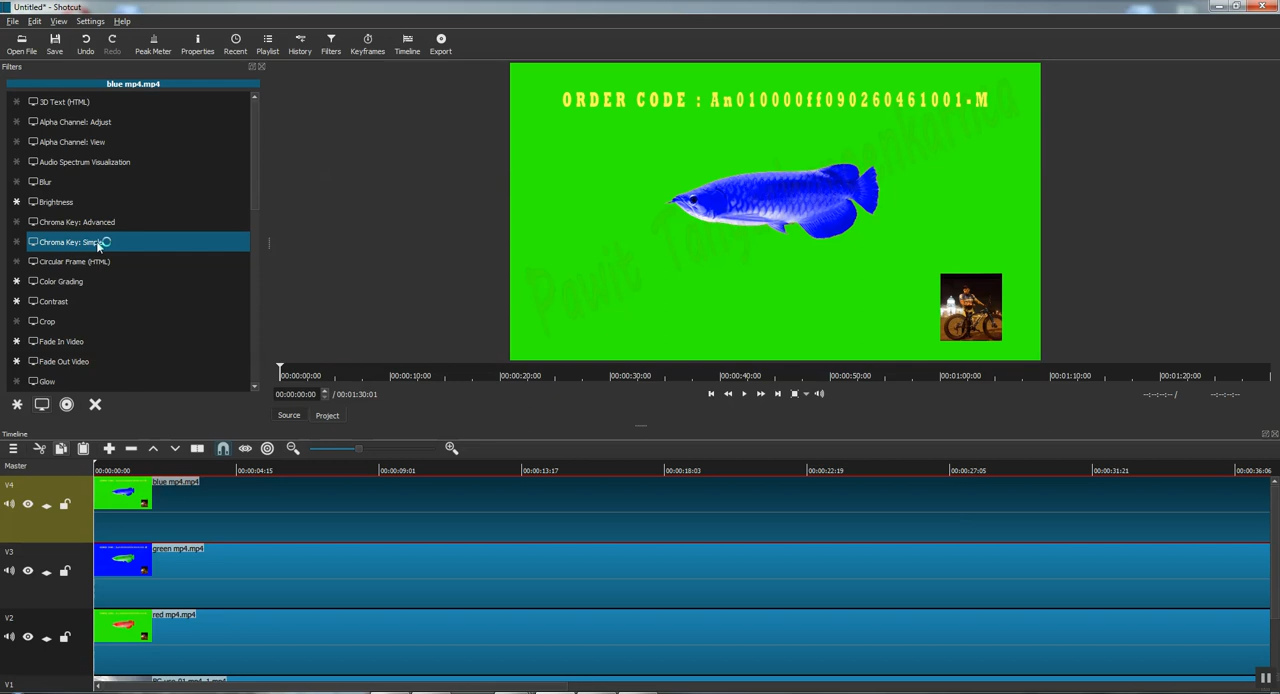 Untitled* - Shotcut
File Edit View Settings Help
Open File Save Undo Redo Peak Meter Properties Recent Playlist History Filters Keyframes Timeline Export
Filters
blue mp4.mp4
3D Text (HTML)
Alpha Channel: Adjust
Alpha Channel: View
Audio Spectrum Visualization
Blur
Brightness
Chroma Key: Advanced
Chroma Key: Simple
Circular Frame (HTML)
Color Grading
Contrast
Crop
Fade In Video
Fade Out Video
Glow
ORDER CODE : An010000ff090260461001-M
00:00:00:00 00:00:10:00 00:00:20:00 00:00:30:00 00:00:40:00 00:00:50:00 00:01:00:00 00:01:10:00 00:01:20:00
00:00:00:00 / 00:01:30:01 --:--:--:-- / --:--:--:--
Source Project
Timeline
Master 00:00:00:00 00:00:04:15 00:00:09:01 00:00:13:17 00:00:18:03 00:00:22:19 00:00:27:05 00:00:31:21 00:00:36:06
V4 blue mp4.mp4
V3 green mp4.mp4
V2 red mp4.mp4
V1